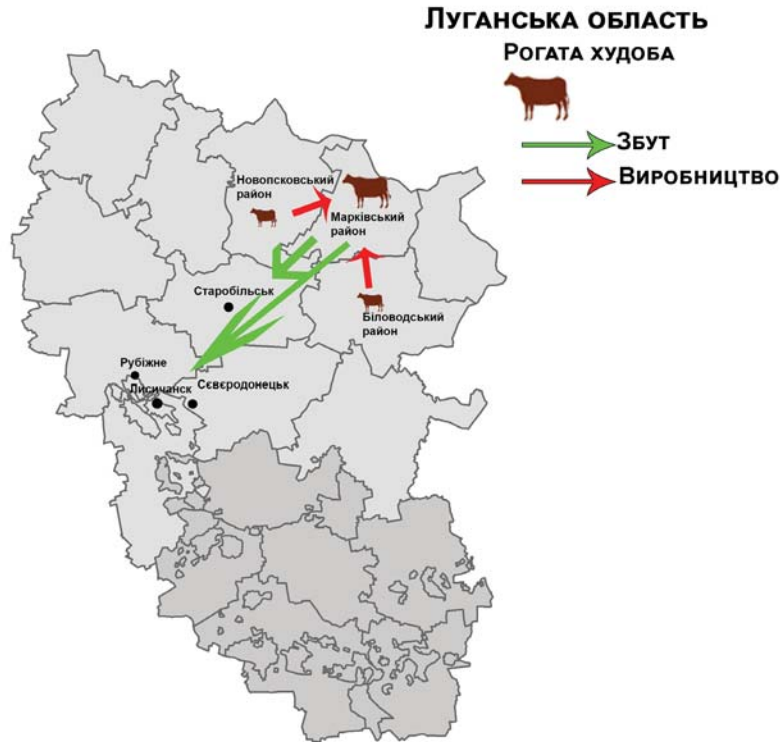 Луганська область
Рогата худоба
Збут
Виробництво
Новопсковський
район
Марківський
район
Старобільськ
Біловодський
район
Рубіжне
Лисичанск
Сєвєродонецьк